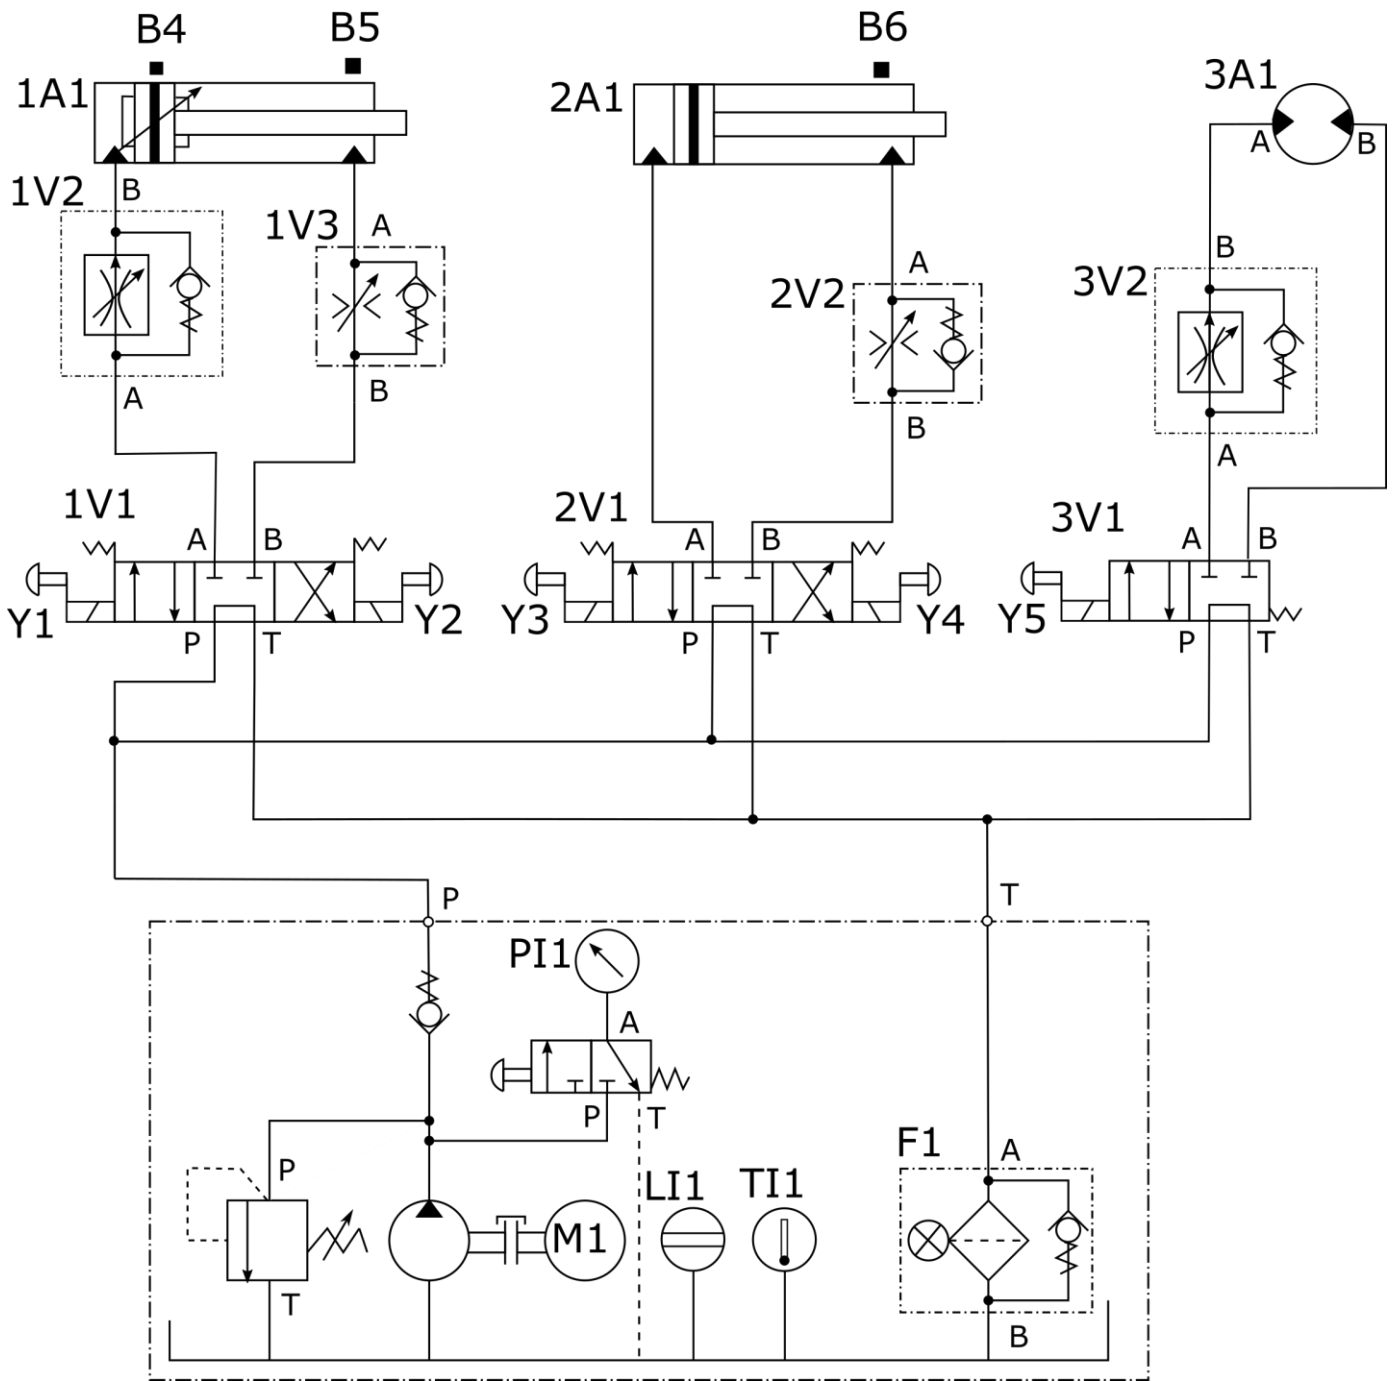 B4 B5 B6
1A1 2A1 3A1
A B
1V2 B
1V3 A
B
A
2V2 3V2
A B
B
A
1V1 2V1 3V1
A B A B A B
Y1 Y2 Y3 Y4 Y5
P T P T P T
P T
PI1
A
P T
F1 A
P LI1 TI1
M1
T
B